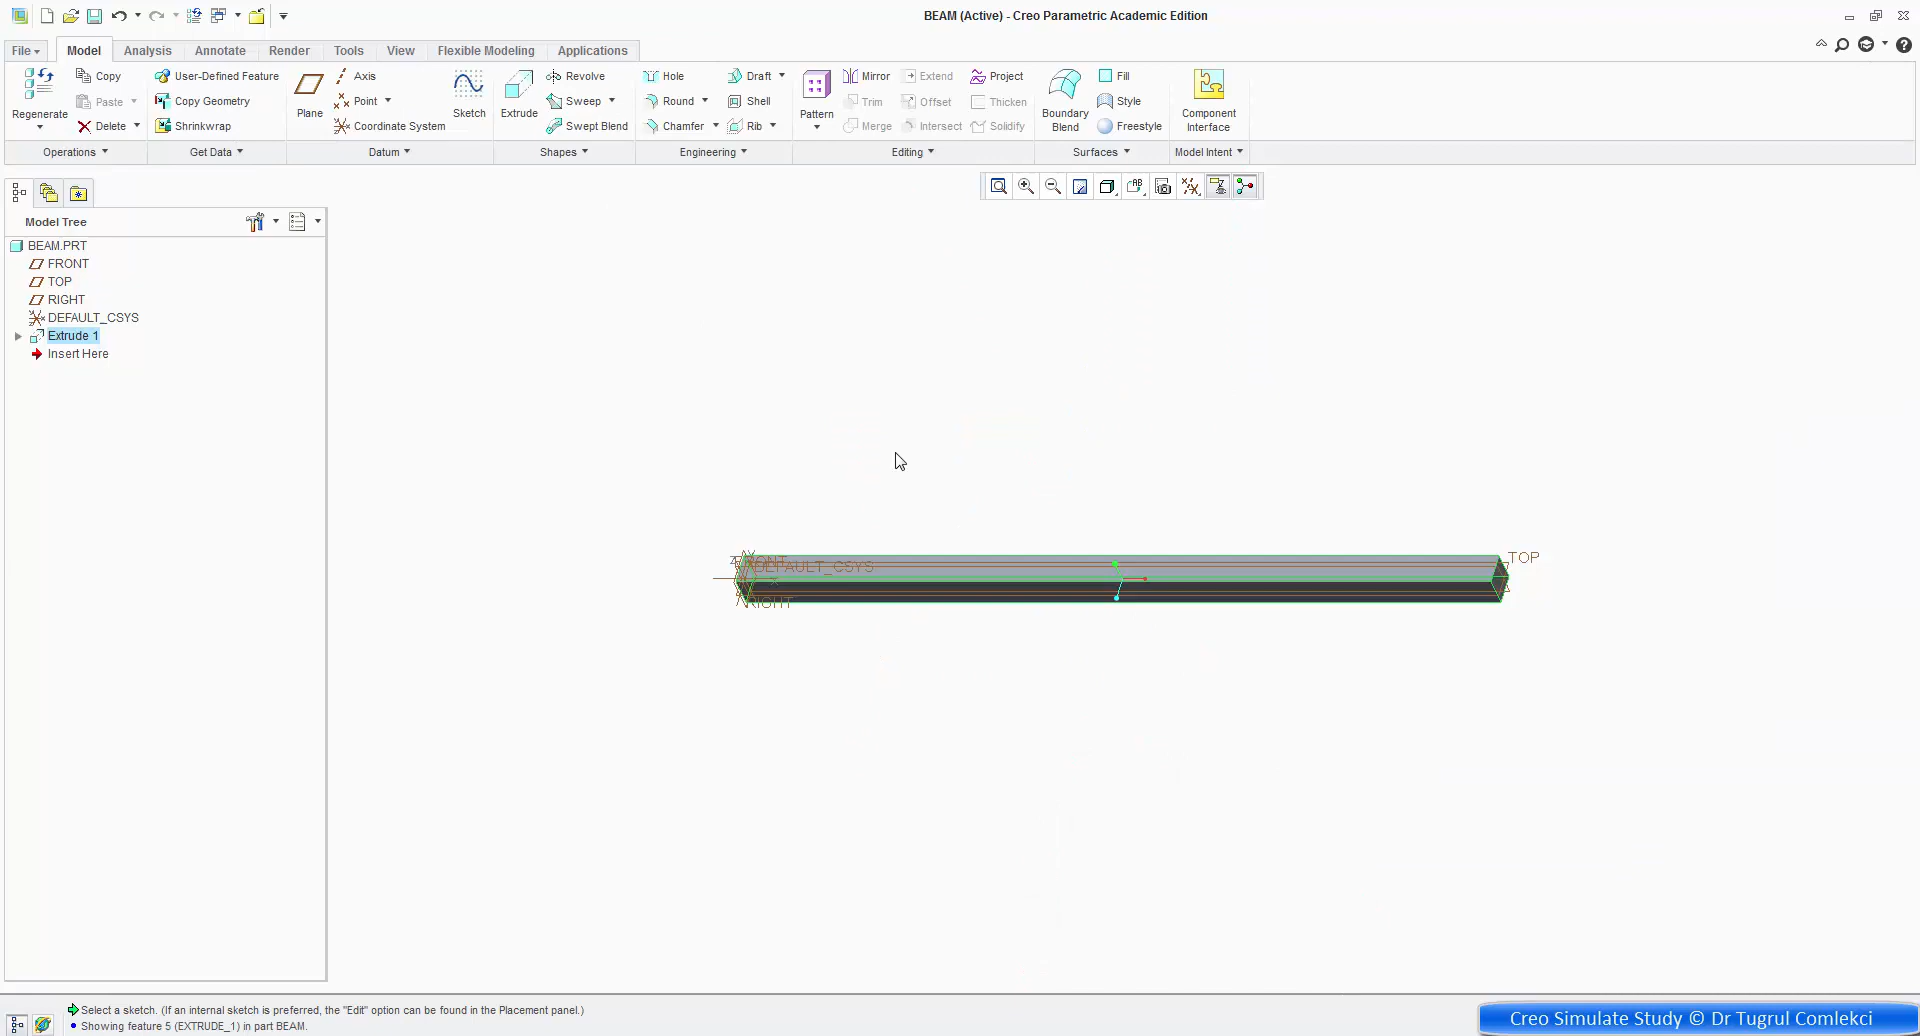 BEAM (Active) - Creo Parametric Academic Edition
File Model Analysis Annotate Render Tools View Flexible Modeling Applications
Regenerate
Copy
Paste
Delete
Operations
User-Defined Feature
Copy Geometry
Shrinkwrap
Get Data
Plane
Axis
Point
Coordinate System
Sketch
Datum
Extrude
Revolve
Sweep
Swept Blend
Shapes
Hole
Round
Chamfer
Draft
Shell
Rib
Engineering
Pattern
Mirror
Trim
Merge
Extend
Offset
Intersect
Project
Thicken
Solidify
Editing
Boundary
Blend
Fill
Style
Freestyle
Surfaces
Component
Interface
Model Intent
Model Tree
BEAM.PRT
FRONT
TOP
RIGHT
DEFAULT_CSYS
Extrude 1
Insert Here
TOP
FRONT
DEFAULT_CSYS
RIGHT
Select a sketch. (If an internal sketch is preferred, the "Edit" option can be found in the Placement panel.)
Showing feature 5 (EXTRUDE_1) in part BEAM.
Creo Simulate Study © Dr Tugrul Comlekci